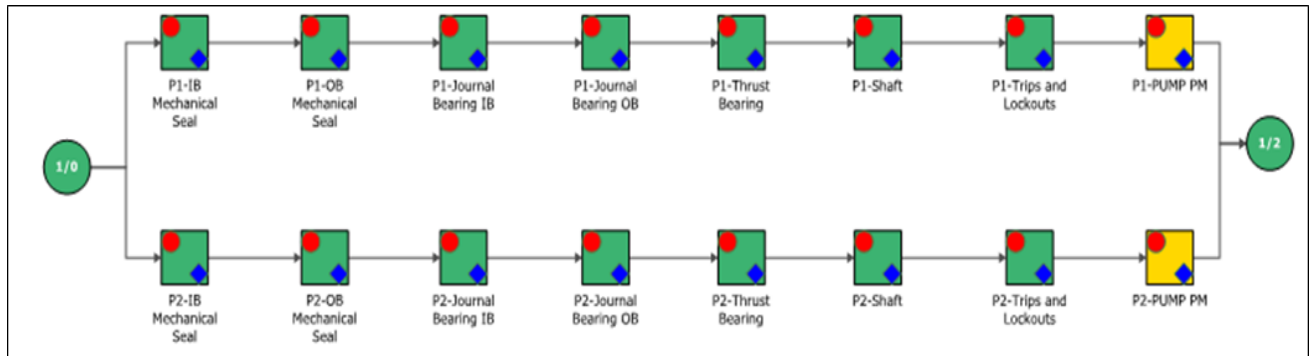 P1-IB
Mechanical
Seal
P1-OB
Mechanical
Seal
P1-Journal
Bearing IB
P1-Journal
Bearing OB
P1-Thrust
Bearing
P1-Shaft
P1-Trips and
Lockouts
P1-PUMP PM
1/0
1/2
P2-IB
Mechanical
Seal
P2-OB
Mechanical
Seal
P2-Journal
Bearing IB
P2-Journal
Bearing OB
P2-Thrust
Bearing
P2-Shaft
P2-Trips and
Lockouts
P2-PUMP PM